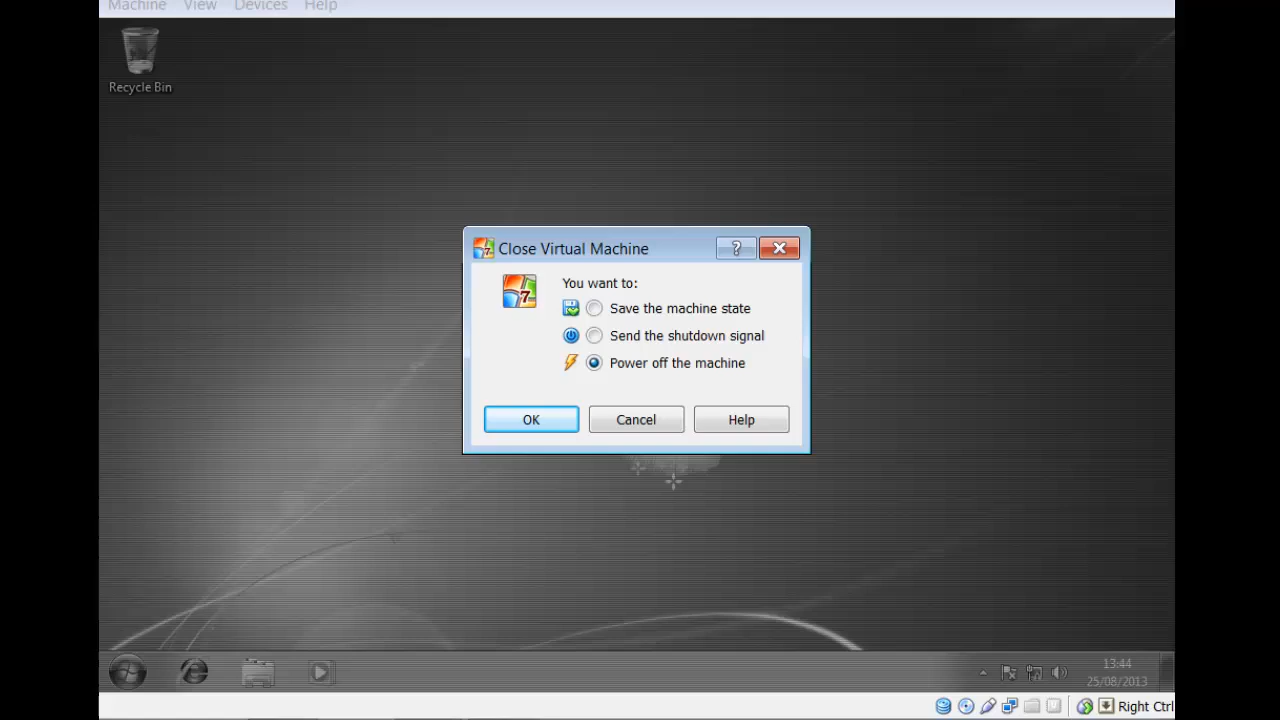 Machine View Devices Help
Recycle Bin
Close Virtual Machine
You want to:
Save the machine state
Send the shutdown signal
Power off the machine
OK Cancel Help
13:44
25/08/2013
Right Ctrl